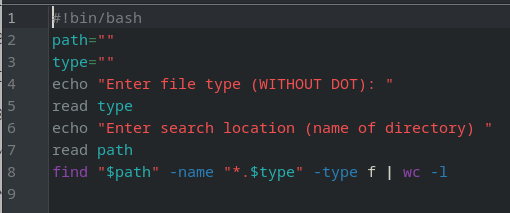 1 #!bin/bash
2 path=""
3 type=""
4 echo "Enter file type (WITHOUT DOT): "
5 read type
6 echo "Enter search location (name of directory) "
7 read path
8 find "$path" -name "*.$type" -type f | wc -l
9